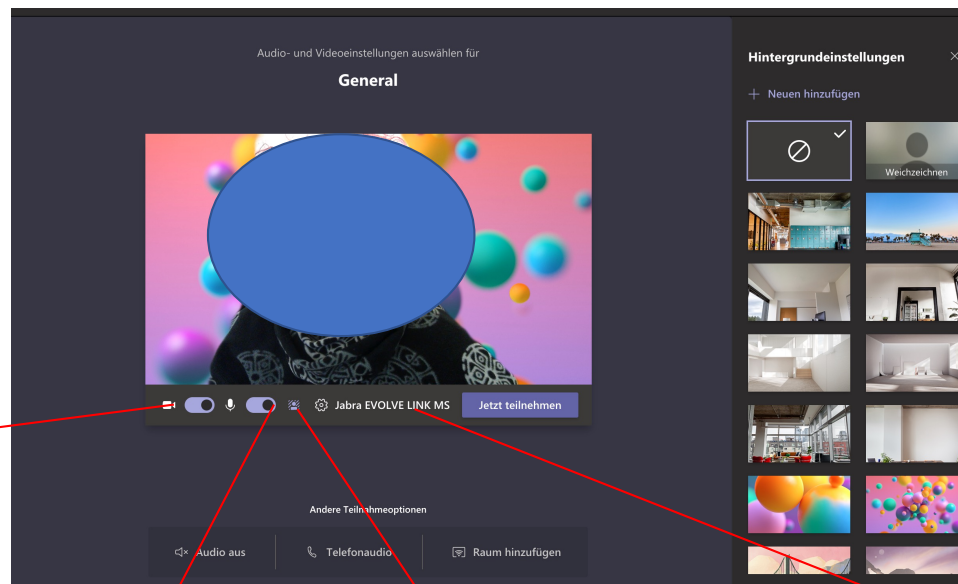 Audio- und Videoeinstellungen auswählen für
General
Jabra EVOLVE LINK MS
Jetzt teilnehmen
Andere Teilnahmeoptionen
Audio aus
Telefonaudio
Raum hinzufügen
Hintergrundeinstellungen
Neuen hinzufügen
Weichzeichnen